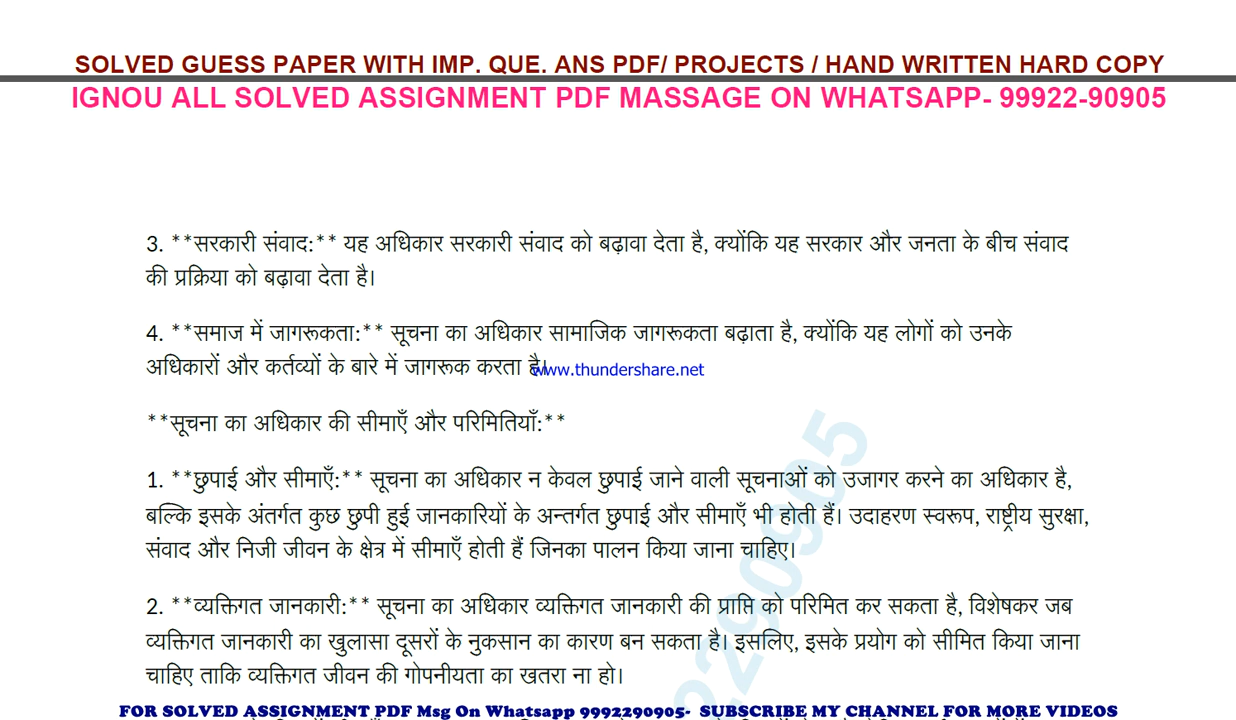 SOLVED GUESS PAPER WITH IMP. QUE. ANS PDF/ PROJECTS / HAND WRITTEN HARD COPY
IGNOU ALL SOLVED ASSIGNMENT PDF MASSAGE ON WHATSAPP- 99922-90905
3. **सरकारी संवाद:** यह अधिकार सरकारी संवाद को बढ़ावा देता है, क्योंकि यह सरकार और जनता के बीच संवाद
की प्रक्रिया को बढ़ावा देता है।
4. **समाज में जागरूकता:** सूचना का अधिकार सामाजिक जागरूकता बढ़ाता है, क्योंकि यह लोगों को उनके
अधिकारों और कर्तव्यों के बारे में जागरूक करता है।
www.thundershare.net
**सूचना का अधिकार की सीमाएँ और परिमितियाँ:**
1. **छुपाई और सीमाएँ:** सूचना का अधिकार न केवल छुपाई जाने वाली सूचनाओं को उजागर करने का अधिकार है,
बल्कि इसके अंतर्गत कुछ छुपी हुई जानकारियों के अन्तर्गत छुपाई और सीमाएँ भी होती हैं। उदाहरण स्वरूप, राष्ट्रीय सुरक्षा,
संवाद और निजी जीवन के क्षेत्र में सीमाएँ होती हैं जिनका पालन किया जाना चाहिए।
2. **व्यक्तिगत जानकारी:** सूचना का अधिकार व्यक्तिगत जानकारी की प्राप्ति को परिमित कर सकता है, विशेषकर जब
व्यक्तिगत जानकारी का खुलासा दूसरों के नुकसान का कारण बन सकता है। इसलिए, इसके प्रयोग को सीमित किया जाना
चाहिए ताकि व्यक्तिगत जीवन की गोपनीयता का खतरा ना हो।
2290905
FOR SOLVED ASSIGNMENT PDF Msg On Whatsapp 9992290905- SUBSCRIBE MY CHANNEL FOR MORE VIDEOS